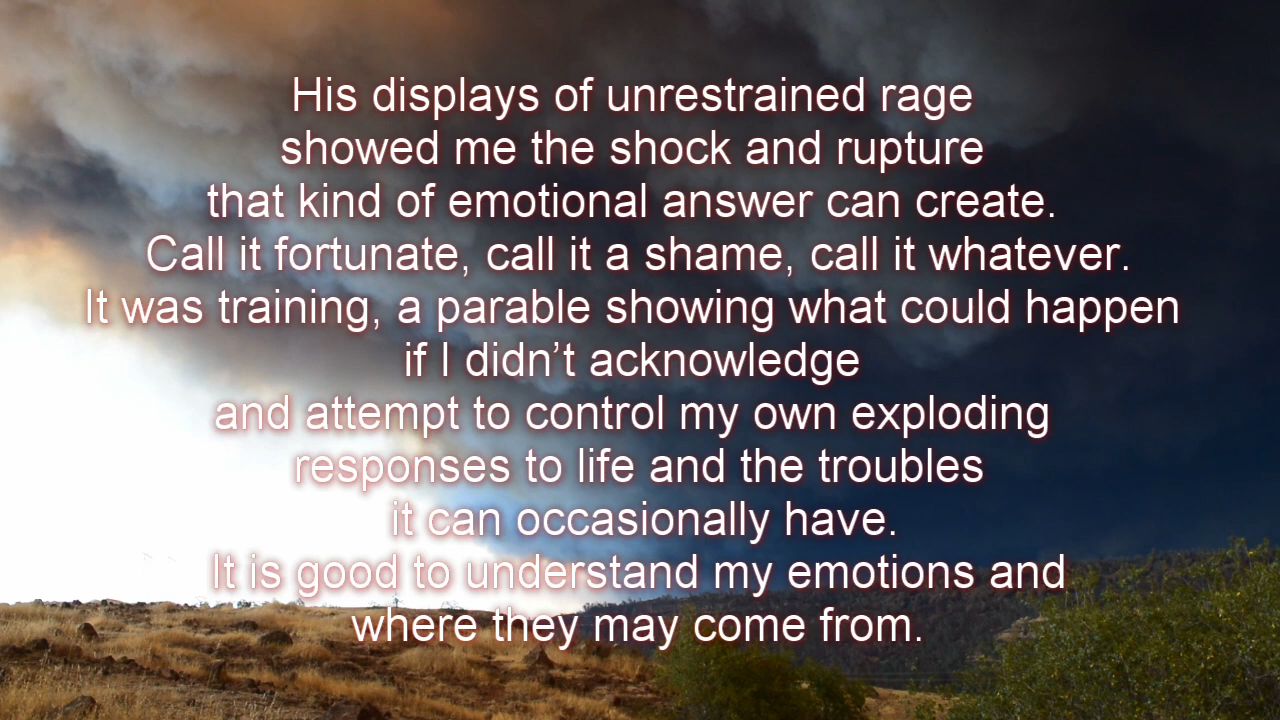 His displays of unrestrained rage
showed me the shock and rupture
that kind of emotional answer can create.
Call it fortunate, call it a shame, call it whatever.
It was training, a parable showing what could happen
if I didn’t acknowledge
and attempt to control my own exploding
responses to life and the troubles
it can occasionally have.
It is good to understand my emotions and
where they may come from.